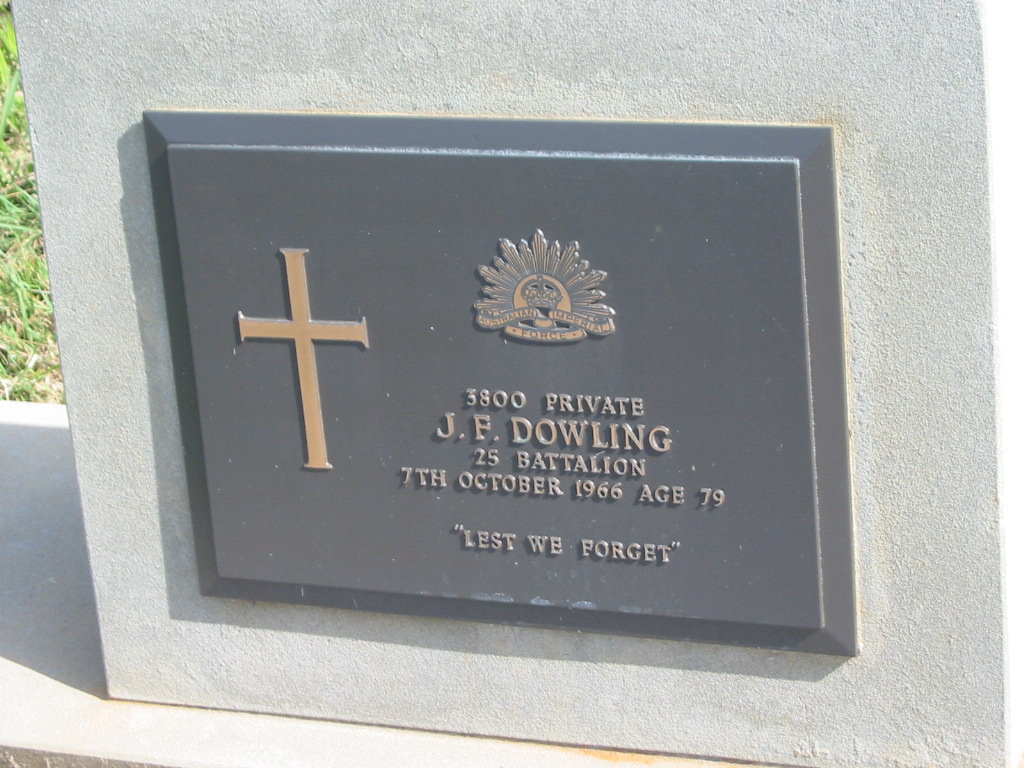 AUSTRALIAN IMPERIAL
FORCE
3800 PRIVATE
J. F. DOWLING
25 BATTALION
7TH OCTOBER 1966 AGE 79
"LEST WE FORGET"